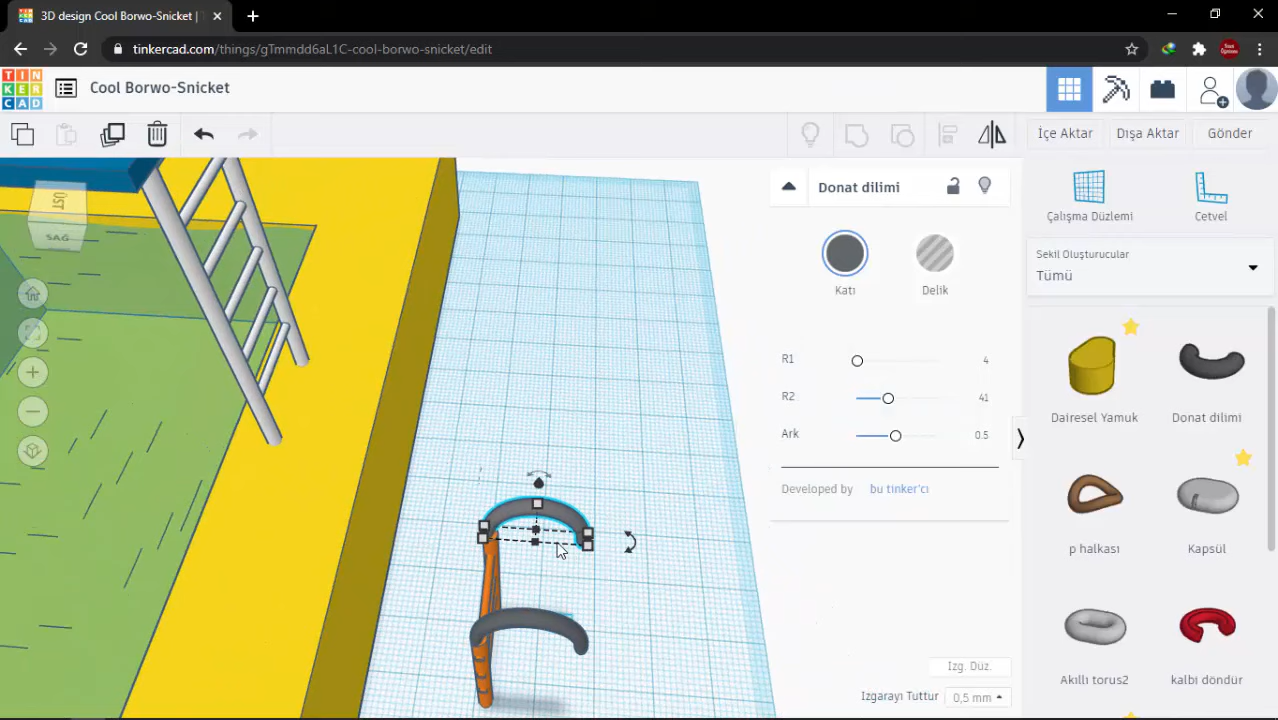 3D design Cool Borwo-Snicket |
tinkercad.com/things/gTmmdd6aL1C-cool-borwo-snicket/edit
TIN
KER
CAD
Cool Borwo-Snicket
İçe Aktar
Dışa Aktar
Gönder
ÜST
SAĞ
Donat dilimi
Katı
Delik
R1
4
R2
41
Ark
0.5
Developed by
bu tinker'cı
Izg. Düz.
Izgarayı Tuttur
0,5 mm
Çalışma Düzlemi
Cetvel
Sekil Oluşturucular
Tümü
Dairesel Yamuk
Donat dilimi
p halkası
Kapsül
Akıllı torus2
kalbı döndür